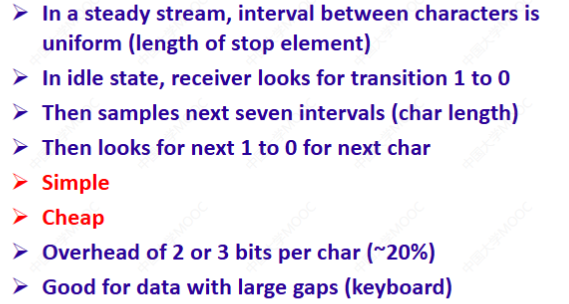 ➢ In a steady stream, interval between characters is
uniform (length of stop element)
➢ In idle state, receiver looks for transition 1 to 0
➢ Then samples next seven intervals (char length)
➢ Then looks for next 1 to 0 for next char
➢ Simple
➢ Cheap
➢ Overhead of 2 or 3 bits per char (~20%)
➢ Good for data with large gaps (keyboard)